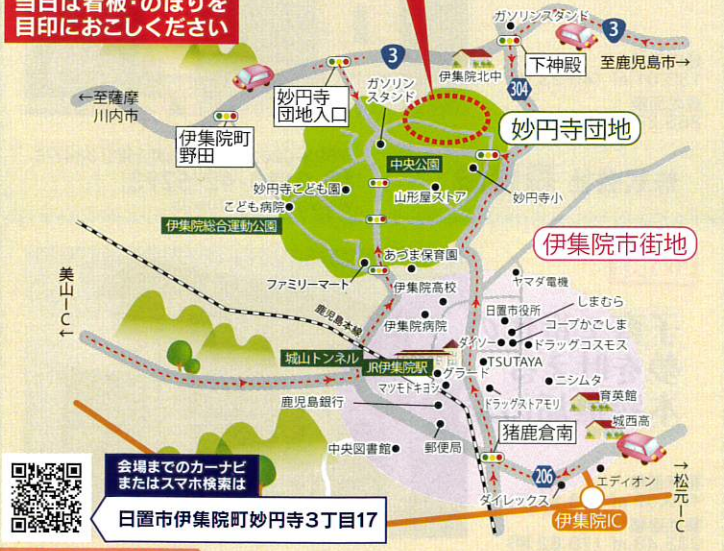 当日は看板・のぼりを
目印におこしください
ガソリンスタンド
3
3
伊集院北中
下神殿
至鹿児島市→
←至薩摩
川内市
妙円寺
団地入口
ガソリン
スタンド
304
伊集院町
野田
妙円寺団地
中央公園
妙円寺こども園
山形屋ストア
妙円寺小
こども病院
伊集院総合運動公園
伊集院市街地
あづま保育園
ファミリーマート
伊集院高校
ヤマダ電機
美山IC←
日置市役所
しまむら
鹿児島本線
伊集院病院
コープかごしま
ダイソー
ドラッグコスモス
城山トンネル
JR伊集院駅
TSUTAYA
グラード
マツモトキヨシ
ニシムタ
鹿児島銀行
ドラッグストアモリ
育英館
城西高
猪鹿倉南
中央図書館
郵便局
206
エディオン
→松元IC
ダイレックス
伊集院IC
会場までのカーナビ
またはスマホ検索は
日置市伊集院町妙円寺3丁目17